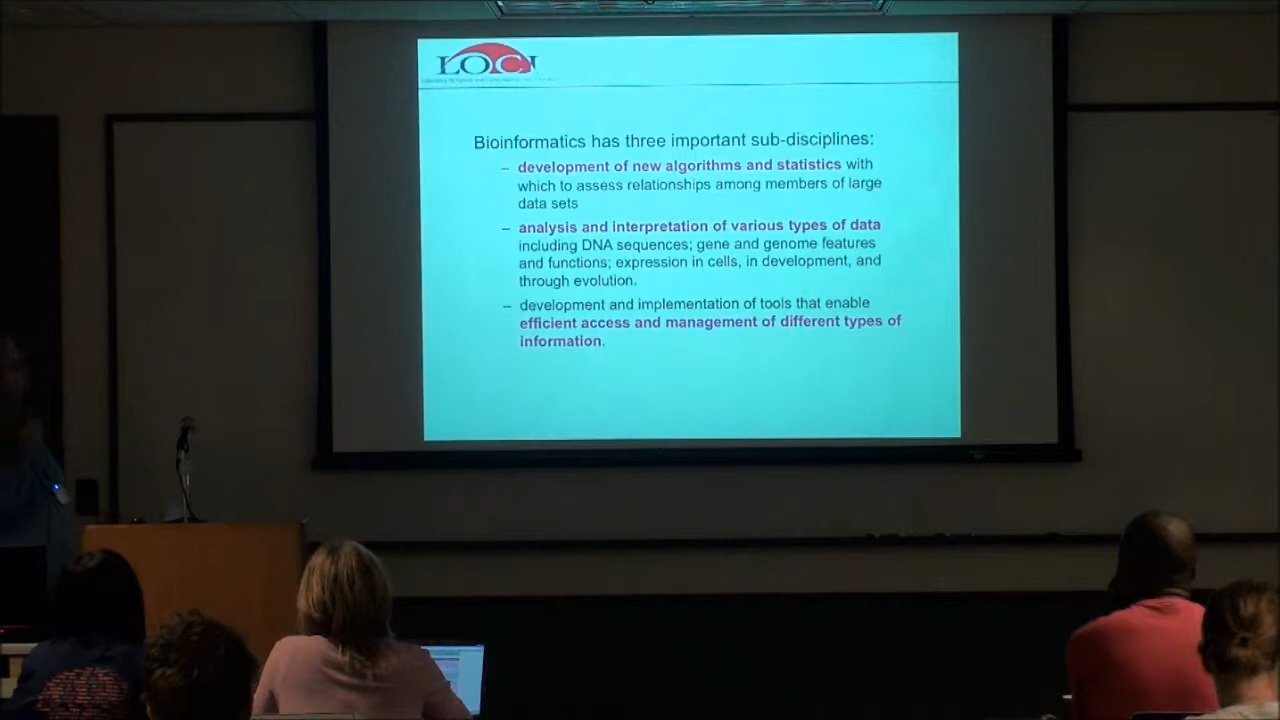 LOCI
Bioinformatics has three important sub-disciplines:
– development of new algorithms and statistics with
which to assess relationships among members of large
data sets
– analysis and interpretation of various types of data
including DNA sequences; gene and genome features
and functions; expression in cells, in development, and
through evolution.
– development and implementation of tools that enable
efficient access and management of different types of
information.